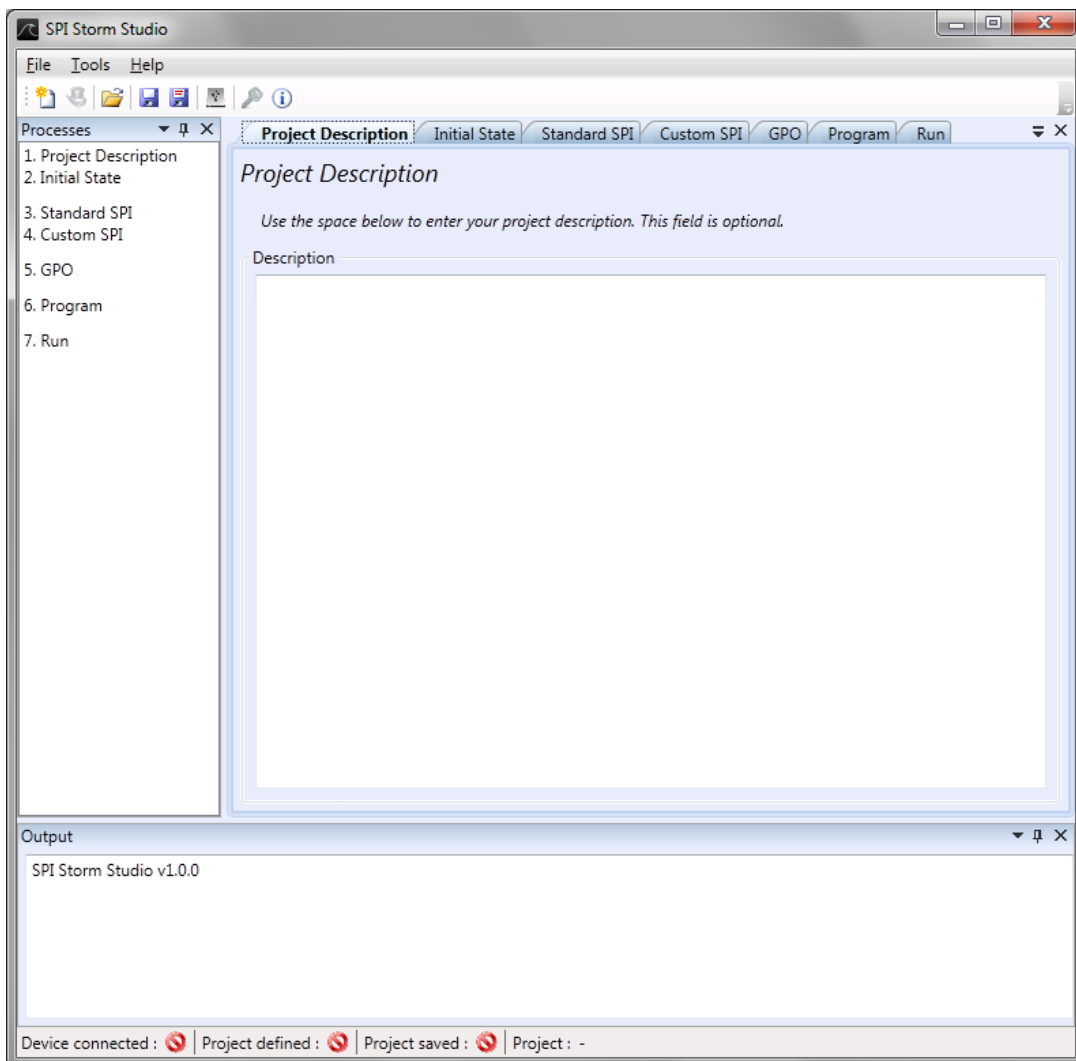 SPI Storm Studio
File Tools Help
Processes
1. Project Description
2. Initial State
3. Standard SPI
4. Custom SPI
5. GPO
6. Program
7. Run
Project Description Initial State Standard SPI Custom SPI GPO Program Run
Project Description
Use the space below to enter your project description. This field is optional.
Description
Output
SPI Storm Studio v1.0.0
Device connected : Project defined : Project saved : Project : -